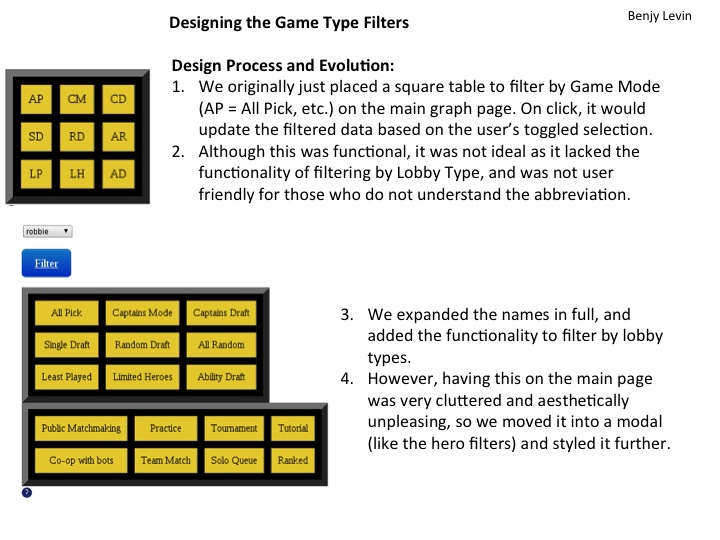 Designing the Game Type Filters
Benjy Levin
Design Process and Evolution:
1. We originally just placed a square table to filter by Game Mode
(AP = All Pick, etc.) on the main graph page. On click, it would
update the filtered data based on the user's toggled selection.
2. Although this was functional, it was not ideal as it lacked the
functionality of filtering by Lobby Type, and was not user
friendly for those who do not understand the abbreviation.
AP CM CD
SD RD AR
LP LH AD
robbie
Filter
All Pick Captains Mode Captains Draft
Single Draft Random Draft All Random
Least Played Limited Heroes Ability Draft
Public Matchmaking Practice Tournament Tutorial
Co-op with bots Team Match Solo Queue Ranked
?
3. We expanded the names in full, and
added the functionality to filter by lobby
types.
4. However, having this on the main page
was very cluttered and aesthetically
unpleasing, so we moved it into a modal
(like the hero filters) and styled it further.